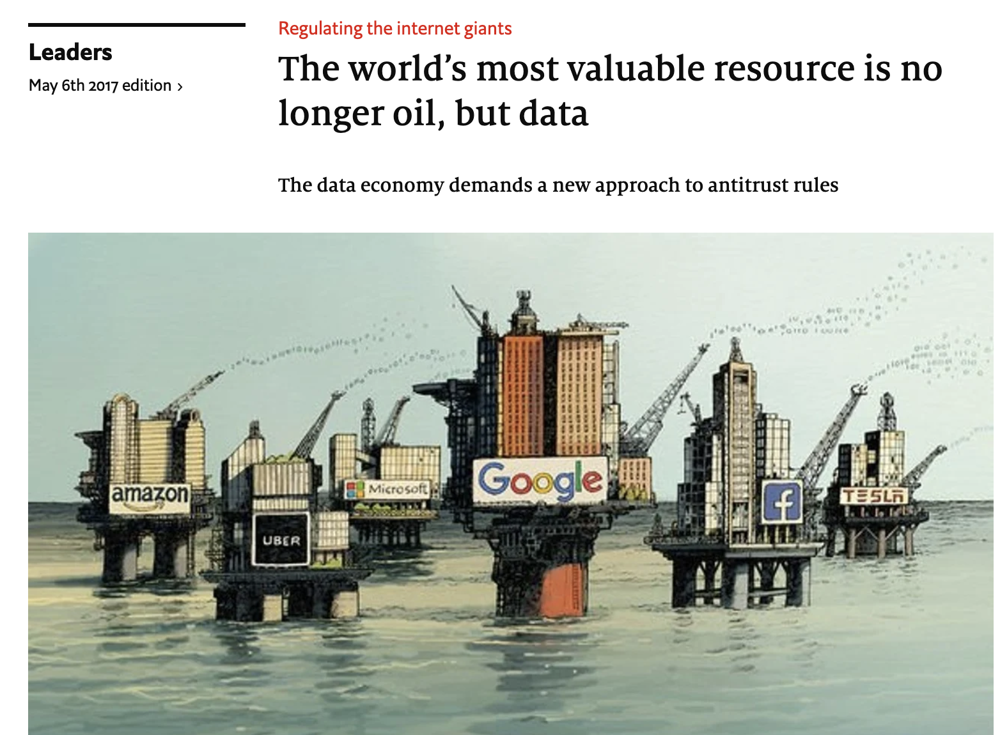 Leaders
May 6th 2017 edition ›
Regulating the internet giants
The world’s most valuable resource is no
longer oil, but data
The data economy demands a new approach to antitrust rules
amazon
UBER
Microsoft
Google
f
TESLA